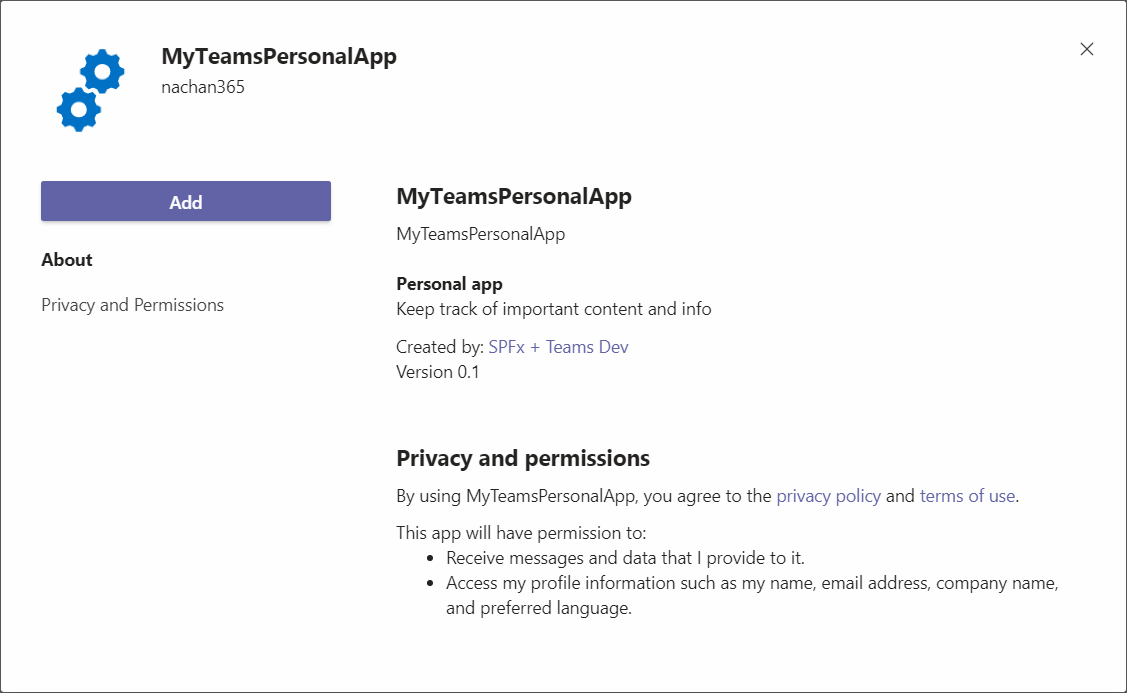 MyTeamsPersonalApp
nachan365
Add
About
Privacy and Permissions
MyTeamsPersonalApp
MyTeamsPersonalApp
Personal app
Keep track of important content and info
Created by: SPFx + Teams Dev
Version 0.1
Privacy and permissions
By using MyTeamsPersonalApp, you agree to the privacy policy and terms of use.
This app will have permission to:
• Receive messages and data that I provide to it.
• Access my profile information such as my name, email address, company name,
and preferred language.